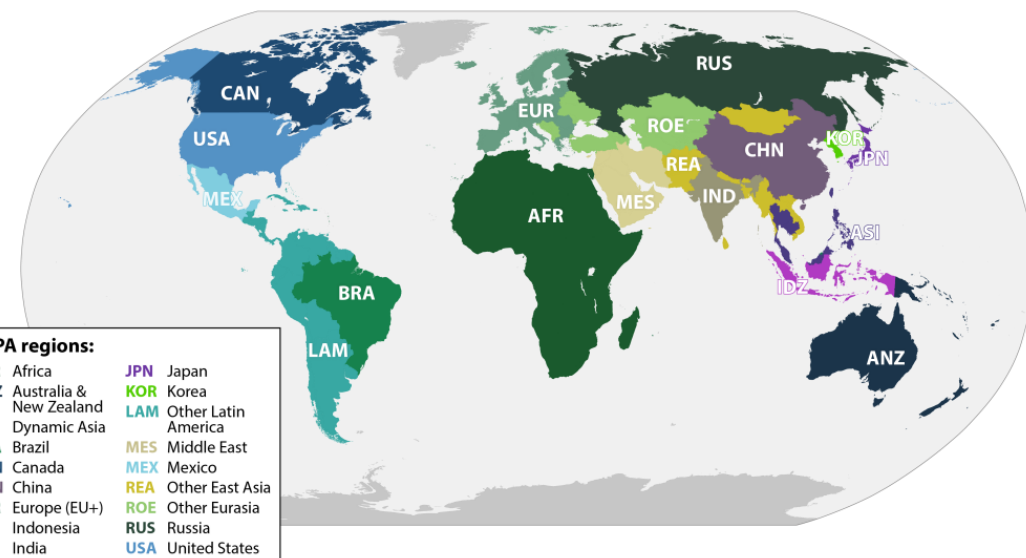 RUS
CAN
EUR
ROE
USA
KOR
CHN
JPN
REA
MEX
MES
IND
AFR
ASI
IDZ
BRA
LAM
ANZ
PA regions:
Africa
Australia &
New Zealand
Dynamic Asia
Brazil
Canada
China
Europe (EU+)
Indonesia
India
JPN Japan
KOR Korea
LAM Other Latin
America
MES Middle East
MEX Mexico
REA Other East Asia
ROE Other Eurasia
RUS Russia
USA United States